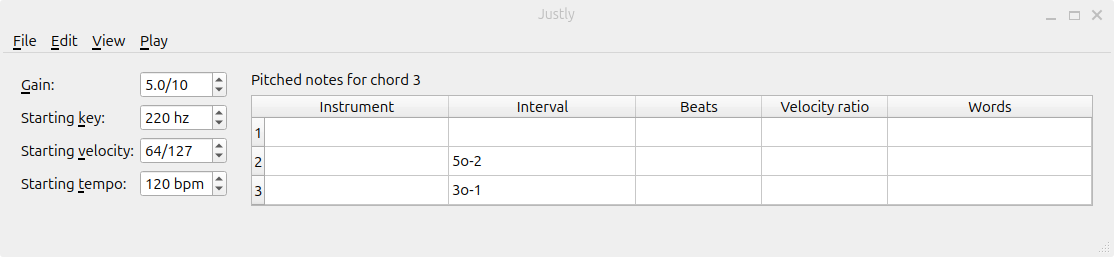 Justly
File Edit View Play
Gain: 5.0/10
Starting key: 220 hz
Starting velocity: 64/127
Starting tempo: 120 bpm
Pitched notes for chord 3
Instrument Interval Beats Velocity ratio Words
1
2 5o-2
3 3o-1